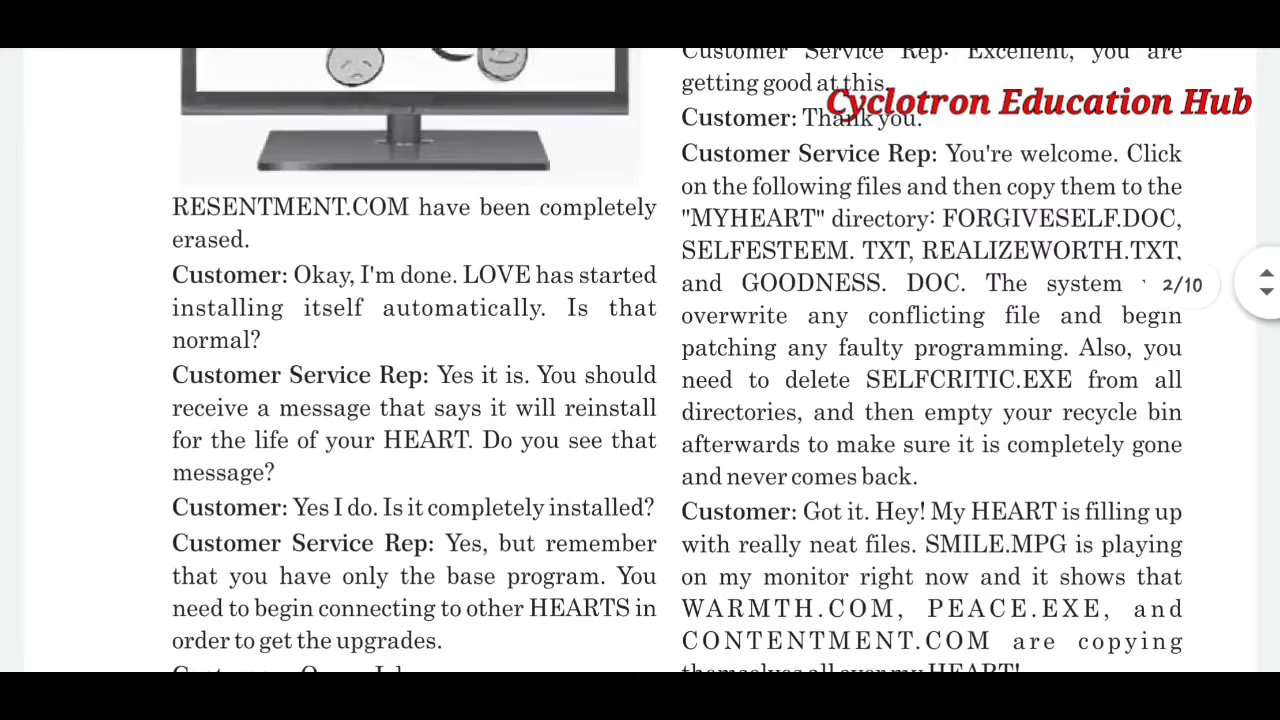 RESENTMENT.COM have been completely
erased.
Customer: Okay, I'm done. LOVE has started
installing itself automatically. Is that
normal?
Customer Service Rep: Yes it is. You should
receive a message that says it will reinstall
for the life of your HEART. Do you see that
message?
Customer: Yes I do. Is it completely installed?
Customer Service Rep: Yes, but remember
that you have only the base program. You
need to begin connecting to other HEARTS in
order to get the upgrades.
Customer Service Rep: Excellent, you are
getting good at this.
Cyclotron Education Hub
Customer: Thank you.
Customer Service Rep: You're welcome. Click
on the following files and then copy them to the
"MYHEART" directory: FORGIVESELF.DOC,
SELFESTEEM. TXT, REALIZEWORTH.TXT,
and GOODNESS. DOC. The system
2/10
overwrite any conflicting file and begin
patching any faulty programming. Also, you
need to delete SELFCRITIC.EXE from all
directories, and then empty your recycle bin
afterwards to make sure it is completely gone
and never comes back.
Customer: Got it. Hey! My HEART is filling up
with really neat files. SMILE.MPG is playing
on my monitor right now and it shows that
WARMTH.COM, PEACE.EXE, and
CONTENTMENT.COM are copying
themselves all over my HEART!